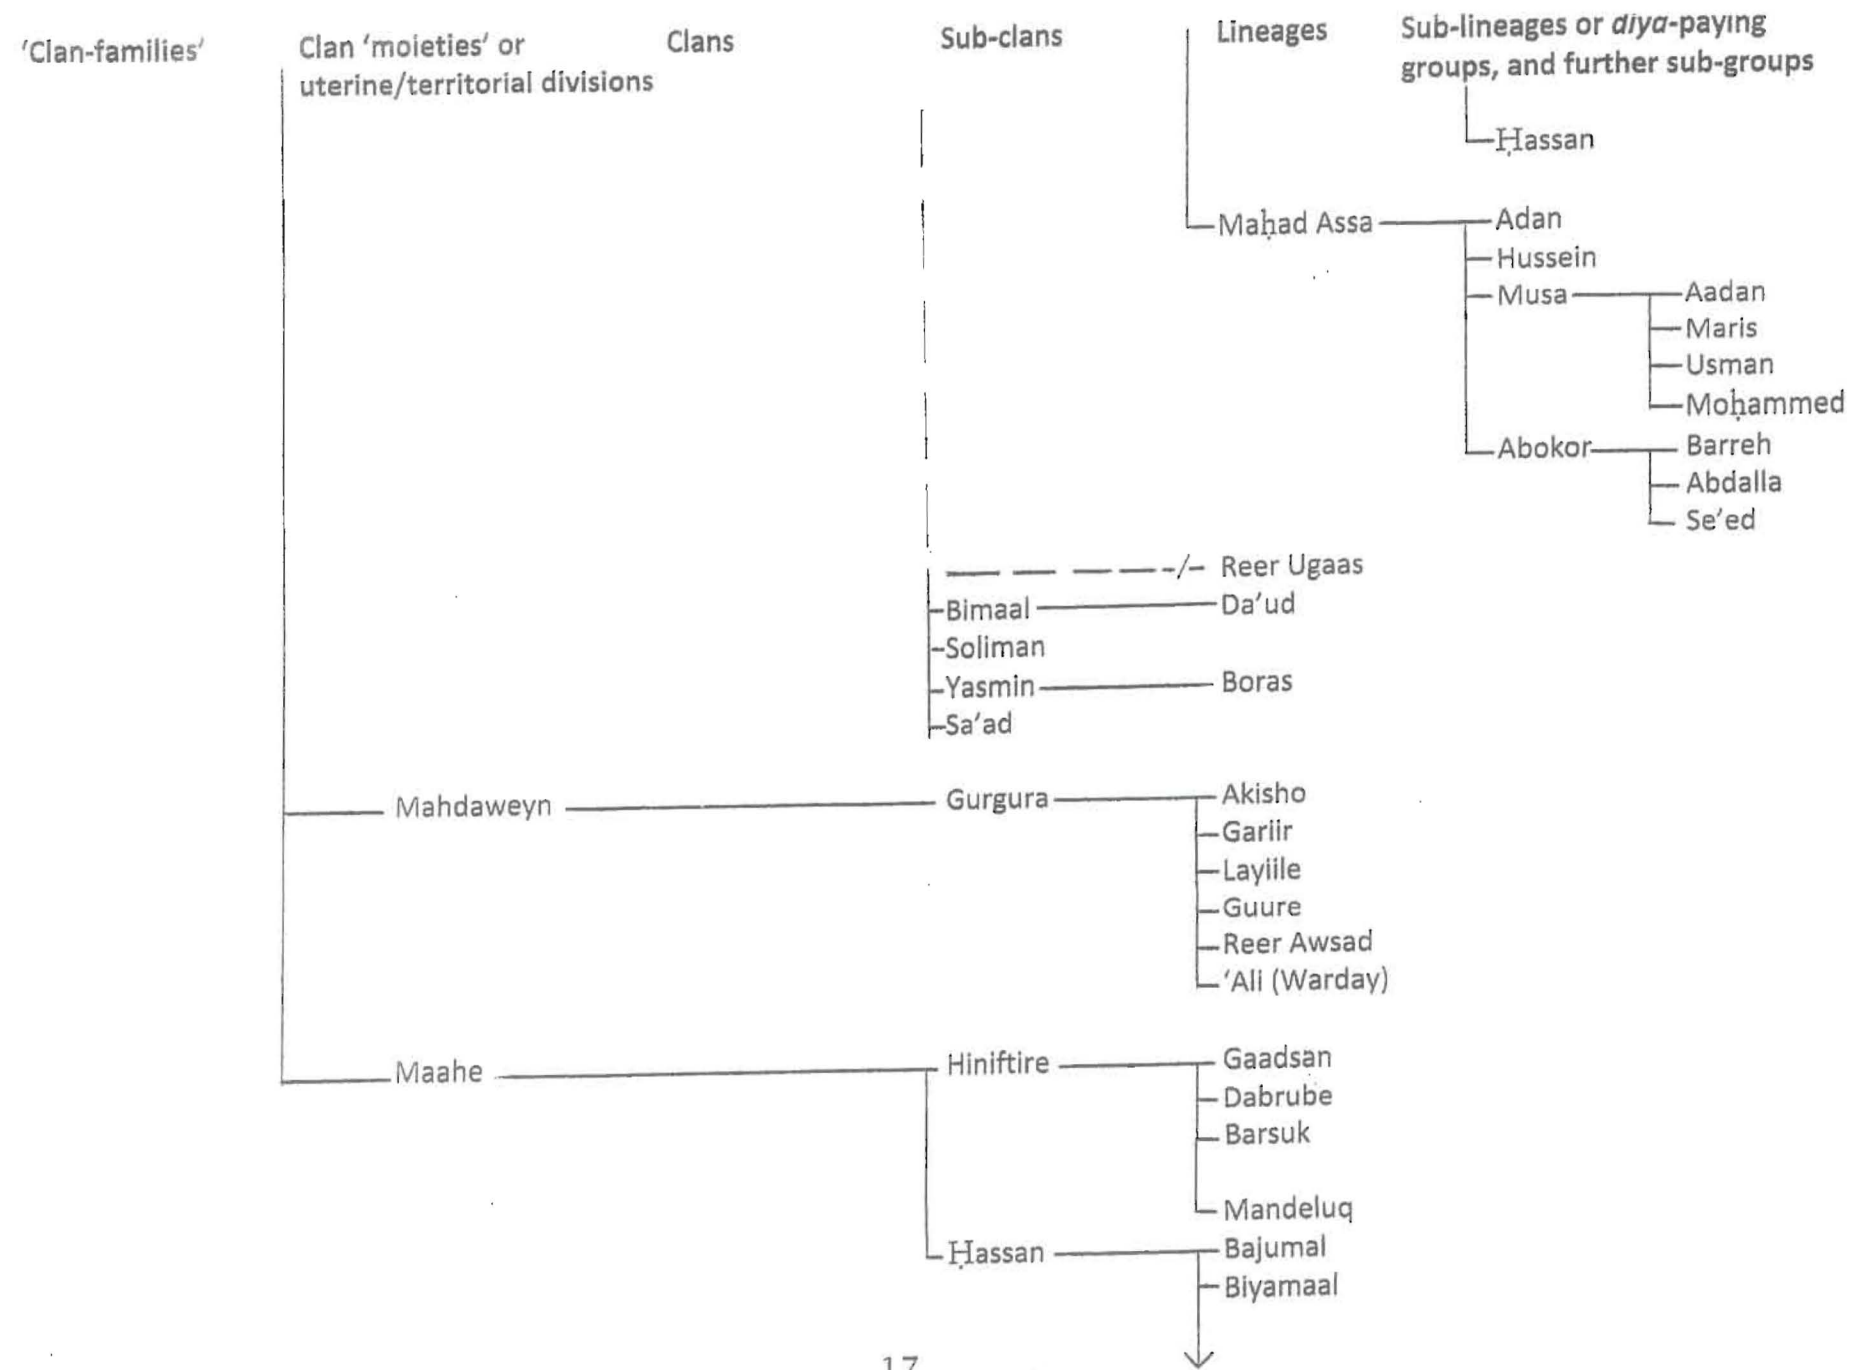 'Clan-families'
Clan 'moieties' or
uterine/territorial divisions
Clans
Sub-clans
Lineages
Sub-lineages or diya-paying
groups, and further sub-groups
Ḥassan
Maḥad Assa
Adan
Hussein
Musa
Aadan
Maris
Usman
Moḥammed
Abokor
Barreh
Abdalla
Se'ed
Reer Ugaas
Bimaal
Da'ud
Soliman
Yasmin
Boras
Sa'ad
Mahdaweyn
Gurgura
Akisho
Gariir
Layiile
Guure
Reer Awsad
'Ali (Warday)
Maahe
Hiniftire
Gaadsan
Dabrube
Barsuk
Mandeluq
Ḥassan
Bajumal
Biyamaal
17